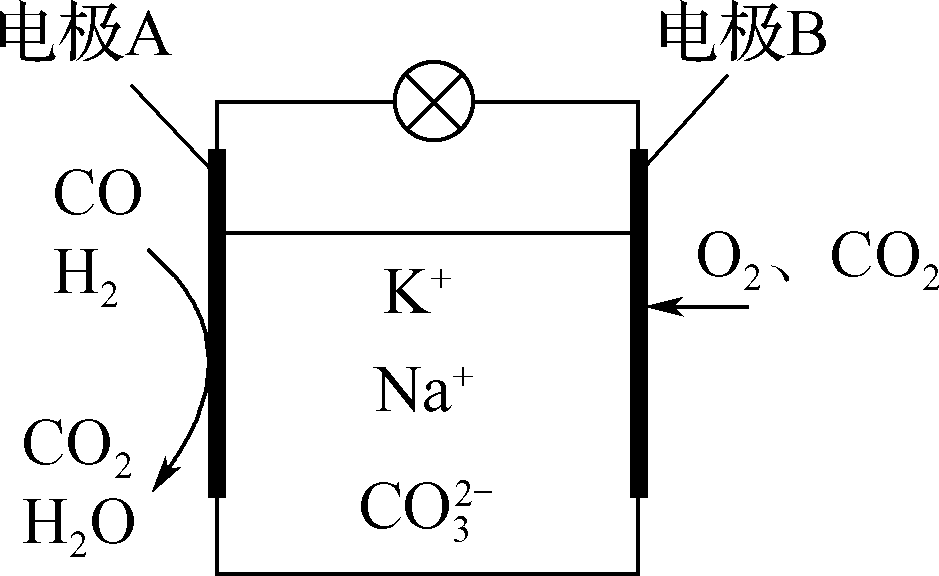 电极A
电极B
CO
H₂
CO₂
H₂O
K⁺
Na⁺
CO₃²⁻
O₂、CO₂